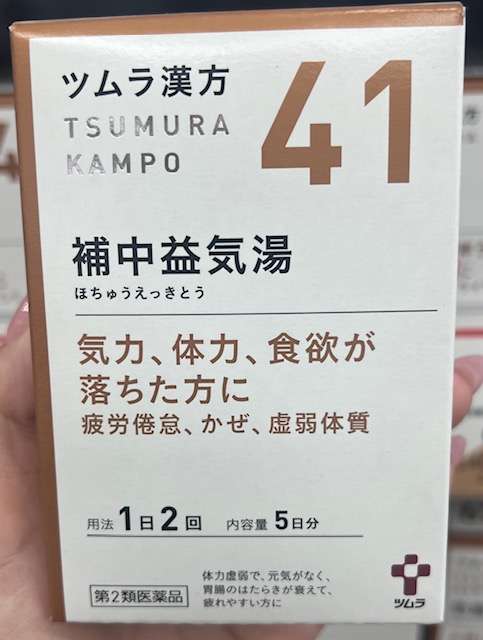 ツムラ漢方
TSUMURA
KAMPO
41
補中益気湯
ほちゅうえっきとう
気力、体力、食欲が
落ちた方に
疲労倦怠、かぜ、虚弱体質
用法 1日2回 内容量 5日分
第2類医薬品
体力虚弱で、元気がなく、
胃腸のはたらきが衰えて、
疲れやすい方に
ツムラ